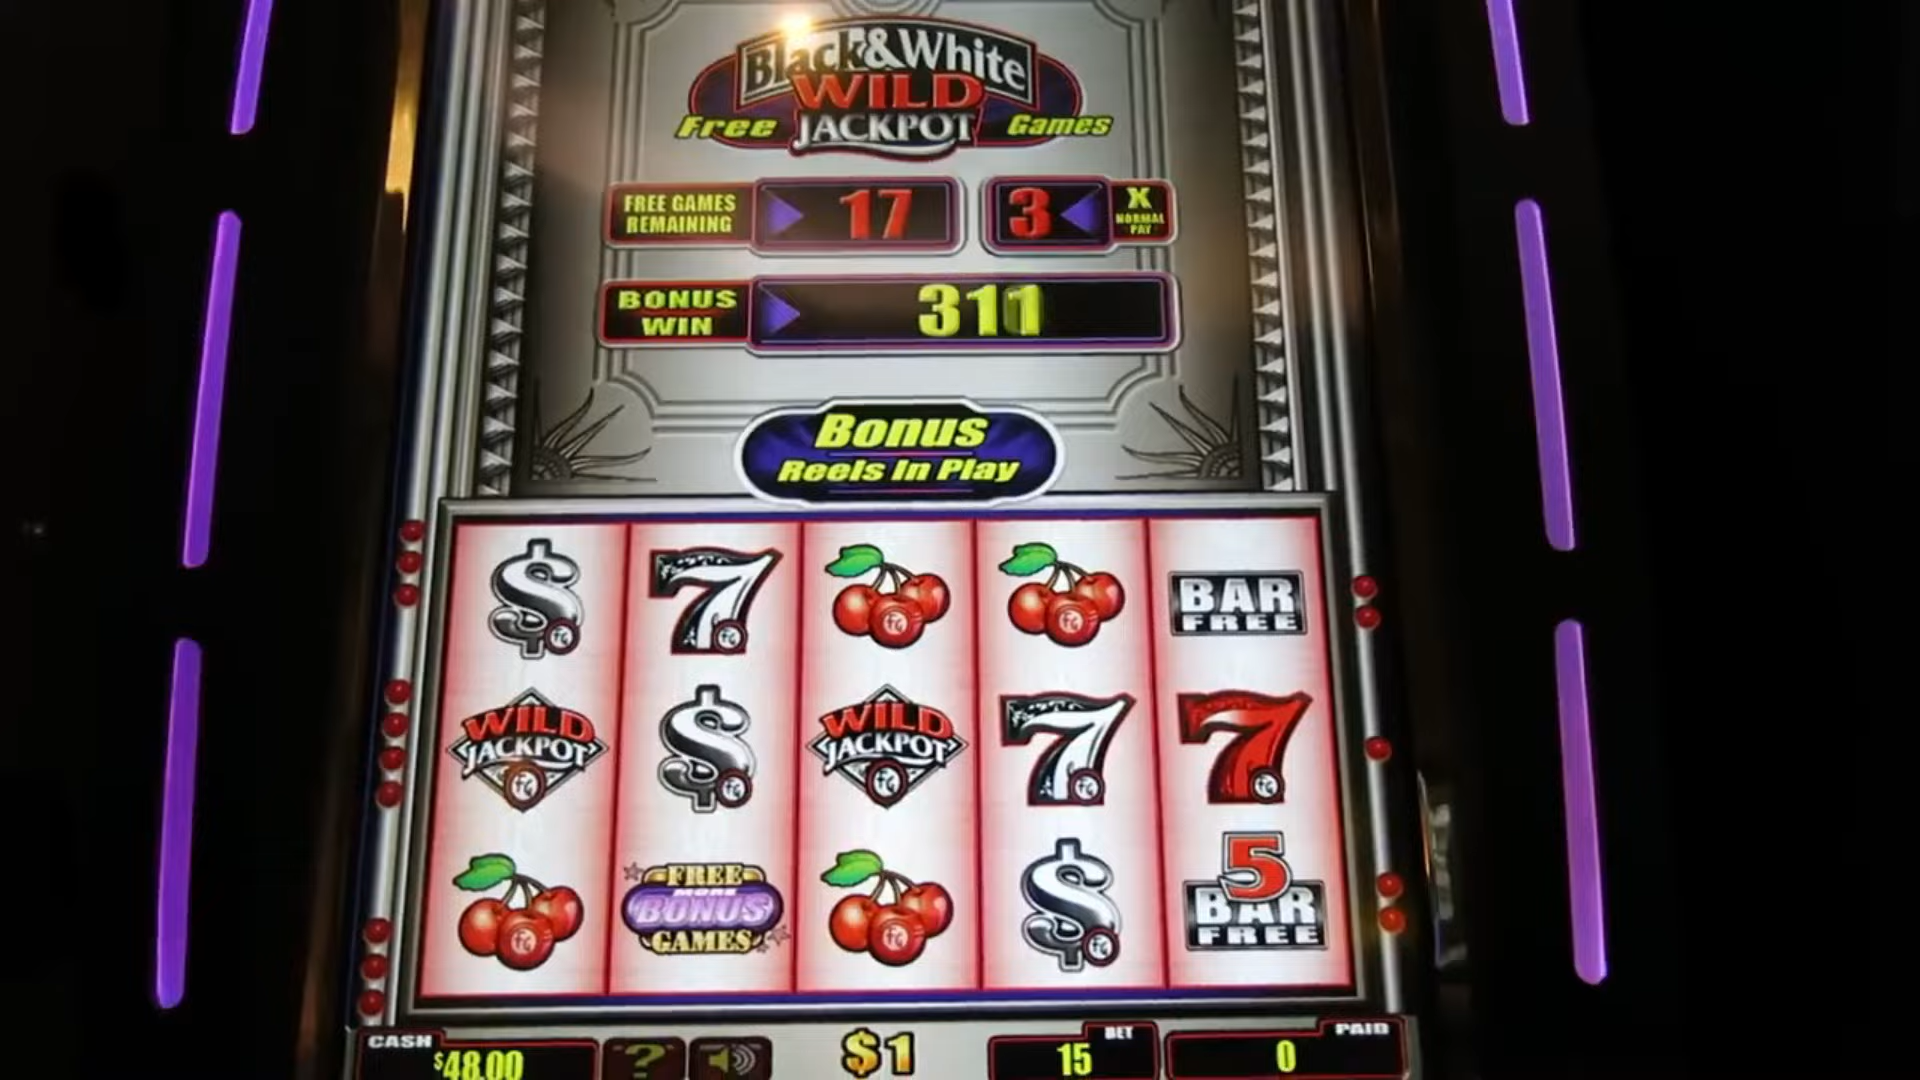 Black&White
WILD
Free JACKPOT Games
FREE GAMES
REMAINING
17
3
X
NORMAL
PAY
BONUS
WIN
311
Bonus
Reels In Play
$ 7 BAR
FREE
WILD
JACKPOT
$
WILD
JACKPOT
7
7
FREE
MORE
BONUS
GAMES
$
5
BAR
FREE
CASH
$48.00
?
$1
BET
15
PAID
0